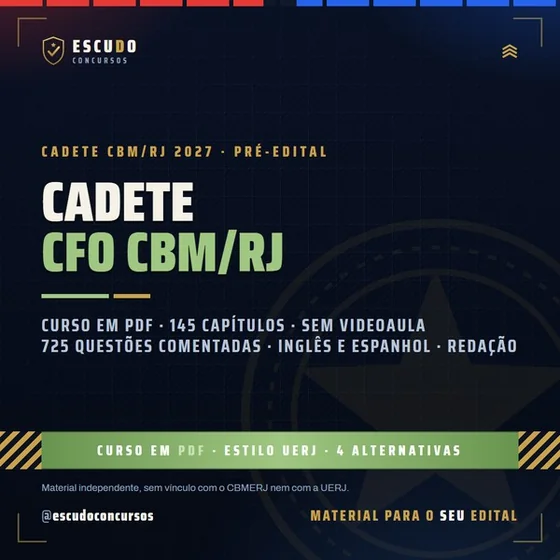 ESCUDO
CONCURSOS
CADETE CBM/RJ 2027 · PRÉ-EDITAL
CADETE
CFO CBM/RJ
CURSO EM PDF · 145 CAPÍTULOS · SEM VIDEOAULA
725 QUESTÕES COMENTADAS · INGLÊS E ESPANHOL · REDAÇÃO
CURSO EM PDF · ESTILO UERJ · 4 ALTERNATIVAS
Material independente, sem vínculo com o CBMERJ nem com a UERJ.
@escudoconcursos
MATERIAL PARA O SEU EDITAL